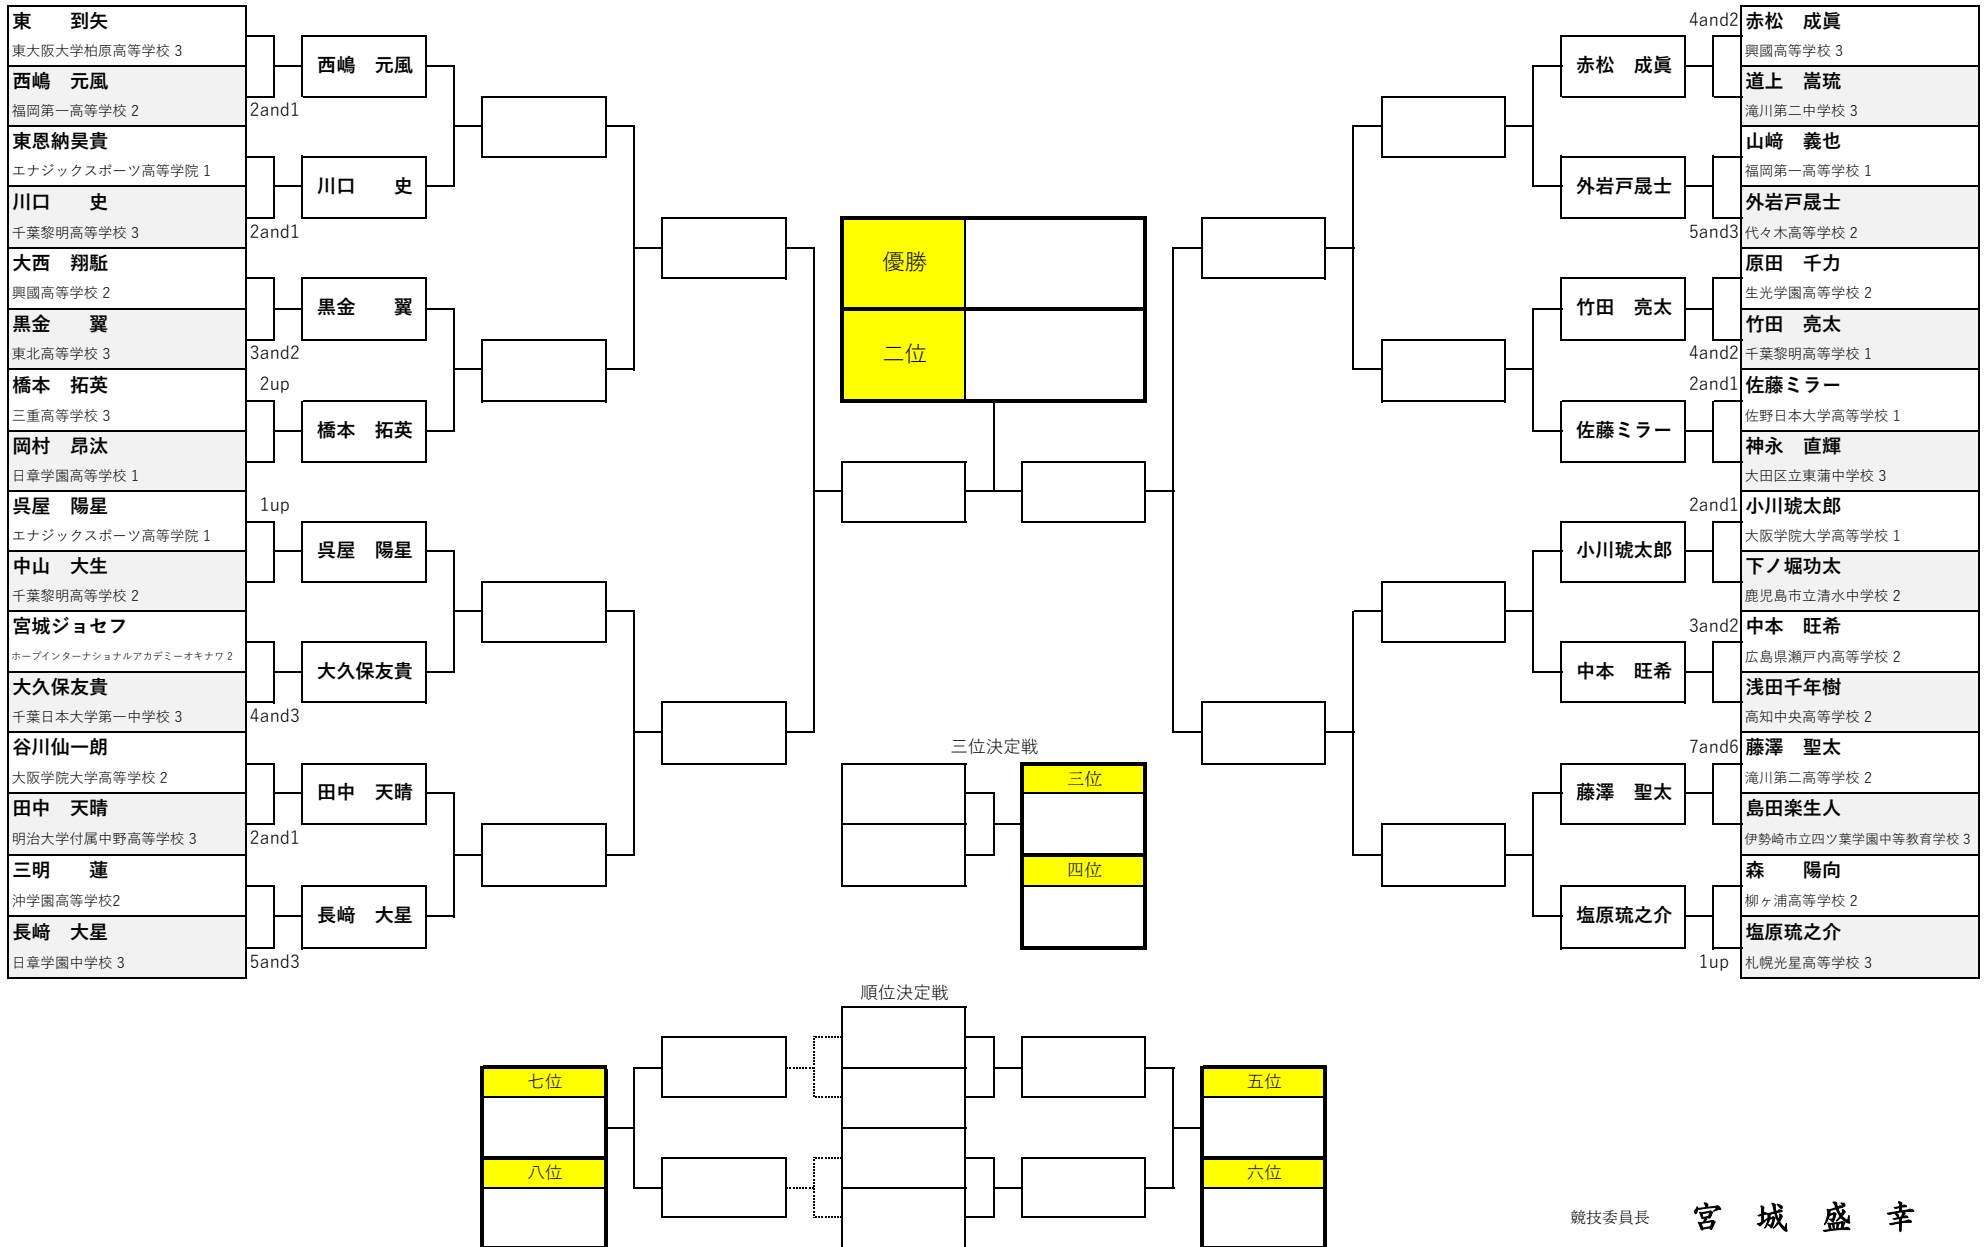 東　　到矢
東大阪大学柏原高等学校 3
西嶋　元風
福岡第一高等学校 2
2and1
西嶋　元風
東恩納昊貴
エナジックスポーツ高等学院 1
川口　　史
千葉黎明高等学校 3
2and1
川口　　史
大西　翔駈
興國高等学校 2
黒金　　翼
東北高等学校 3
3and2
黒金　　翼
橋本　拓英
三重高等学校 3
2up
岡村　昂汰
日章学園高等学校 1
橋本　拓英
呉屋　陽星
エナジックスポーツ高等学院 1
1up
中山　大生
千葉黎明高等学校 2
呉屋　陽星
宮城ジョセフ
ホープインターナショナルアカデミーオキナワ 2
大久保友貴
千葉日本大学第一中学校 3
4and3
大久保友貴
谷川仙一朗
大阪学院大学高等学校 2
田中　天晴
明治大学付属中野高等学校 3
2and1
田中　天晴
三明　　蓮
沖学園高等学校2
長﨑　大星
日章学園中学校 3
5and3
長﨑　大星
優勝
二位
三位決定戦
三位
四位
4and2
赤松　成眞
興國高等学校 3
道上　嵩琉
滝川第二中学校 3
赤松　成眞
山﨑　義也
福岡第一高等学校 1
外岩戸晟士
代々木高等学校 2
5and3
外岩戸晟士
原田　千力
生光学園高等学校 2
竹田　亮太
千葉黎明高等学校 1
4and2
竹田　亮太
2and1
佐藤ミラー
佐野日本大学高等学校 1
神永　直輝
大田区立東蒲中学校 3
佐藤ミラー
2and1
小川琥太郎
大阪学院大学高等学校 1
下ノ堀功太
鹿児島市立清水中学校 2
小川琥太郎
3and2
中本　旺希
広島県瀬戸内高等学校 2
浅田千年樹
高知中央高等学校 2
中本　旺希
7and6
藤澤　聖太
滝川第二高等学校 2
島田楽生人
伊勢崎市立四ツ葉学園中等教育学校 3
藤澤　聖太
森　　陽向
柳ヶ浦高等学校 2
塩原琉之介
札幌光星高等学校 3
1up
塩原琉之介
順位決定戦
七位
八位
五位
六位
競技委員長　宮　城　盛　幸